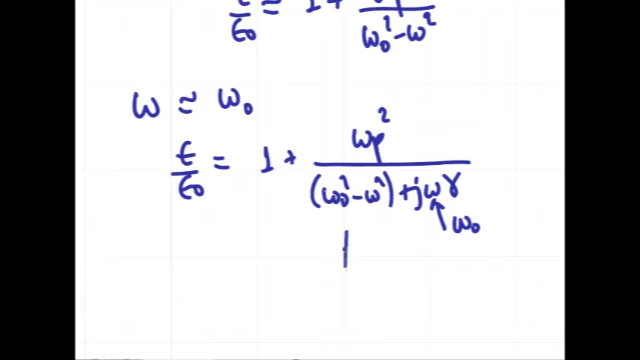 ε/ε₀ ≈ 1 + ωp²/(ω₀² − ω²)
ω ≈ ω₀
ε/ε₀ = 1 + ωp²/((ω₀² − ω²) + jωγ)
ω₀